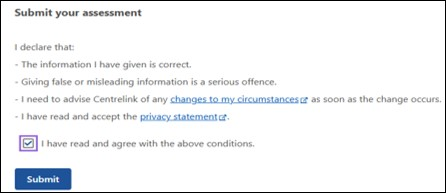 Submit your assessment
I declare that:
- The information I have given is correct.
- Giving false or misleading information is a serious offence.
- I need to advise Centrelink of any changes to my circumstances as soon as the change occurs.
- I have read and accept the privacy statement.
I have read and agree with the above conditions.
Submit